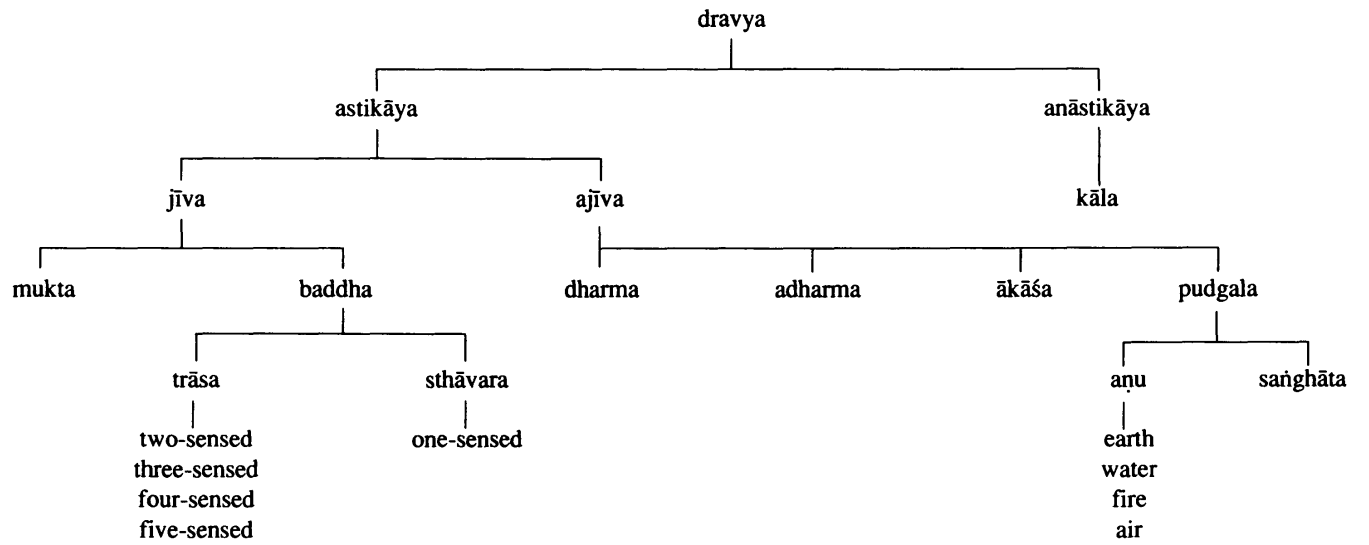 dravya
astikāya anāstikāya
jīva ajīva kāla
mukta baddha dharma adharma ākāśa pudgala
trāsa sthāvara aṇu saṅghāta
two-sensed one-sensed earth
three-sensed water
four-sensed fire
five-sensed air